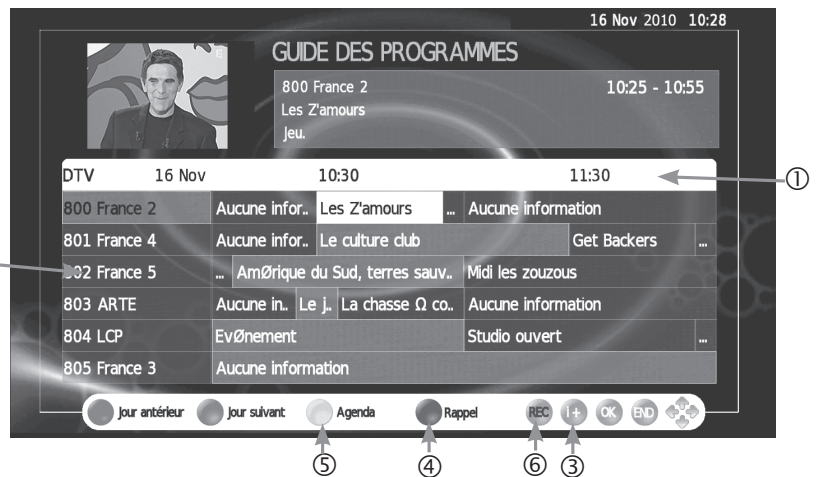 16 Nov 2010 10:28
GUIDE DES PROGRAMMES
800 France 2 10:25 - 10:55
Les Z'amours
Jeu.
DTV 16 Nov 10:30 11:30
①
800 France 2 Aucune infor.. Les Z'amours ... Aucune information
801 France 4 Aucune infor.. Le culture club Get Backers ...
802 France 5 ... AmØrique du Sud, terres sauv.. Midi les zouzous
803 ARTE Aucune in.. Le j.. La chasse Ω co.. Aucune information
804 LCP EvØnement Studio ouvert ...
805 France 3 Aucune information
Jour antérieur Jour suivant Agenda Rappel REC i+ OK END
⑤ ④ ⑥ ③